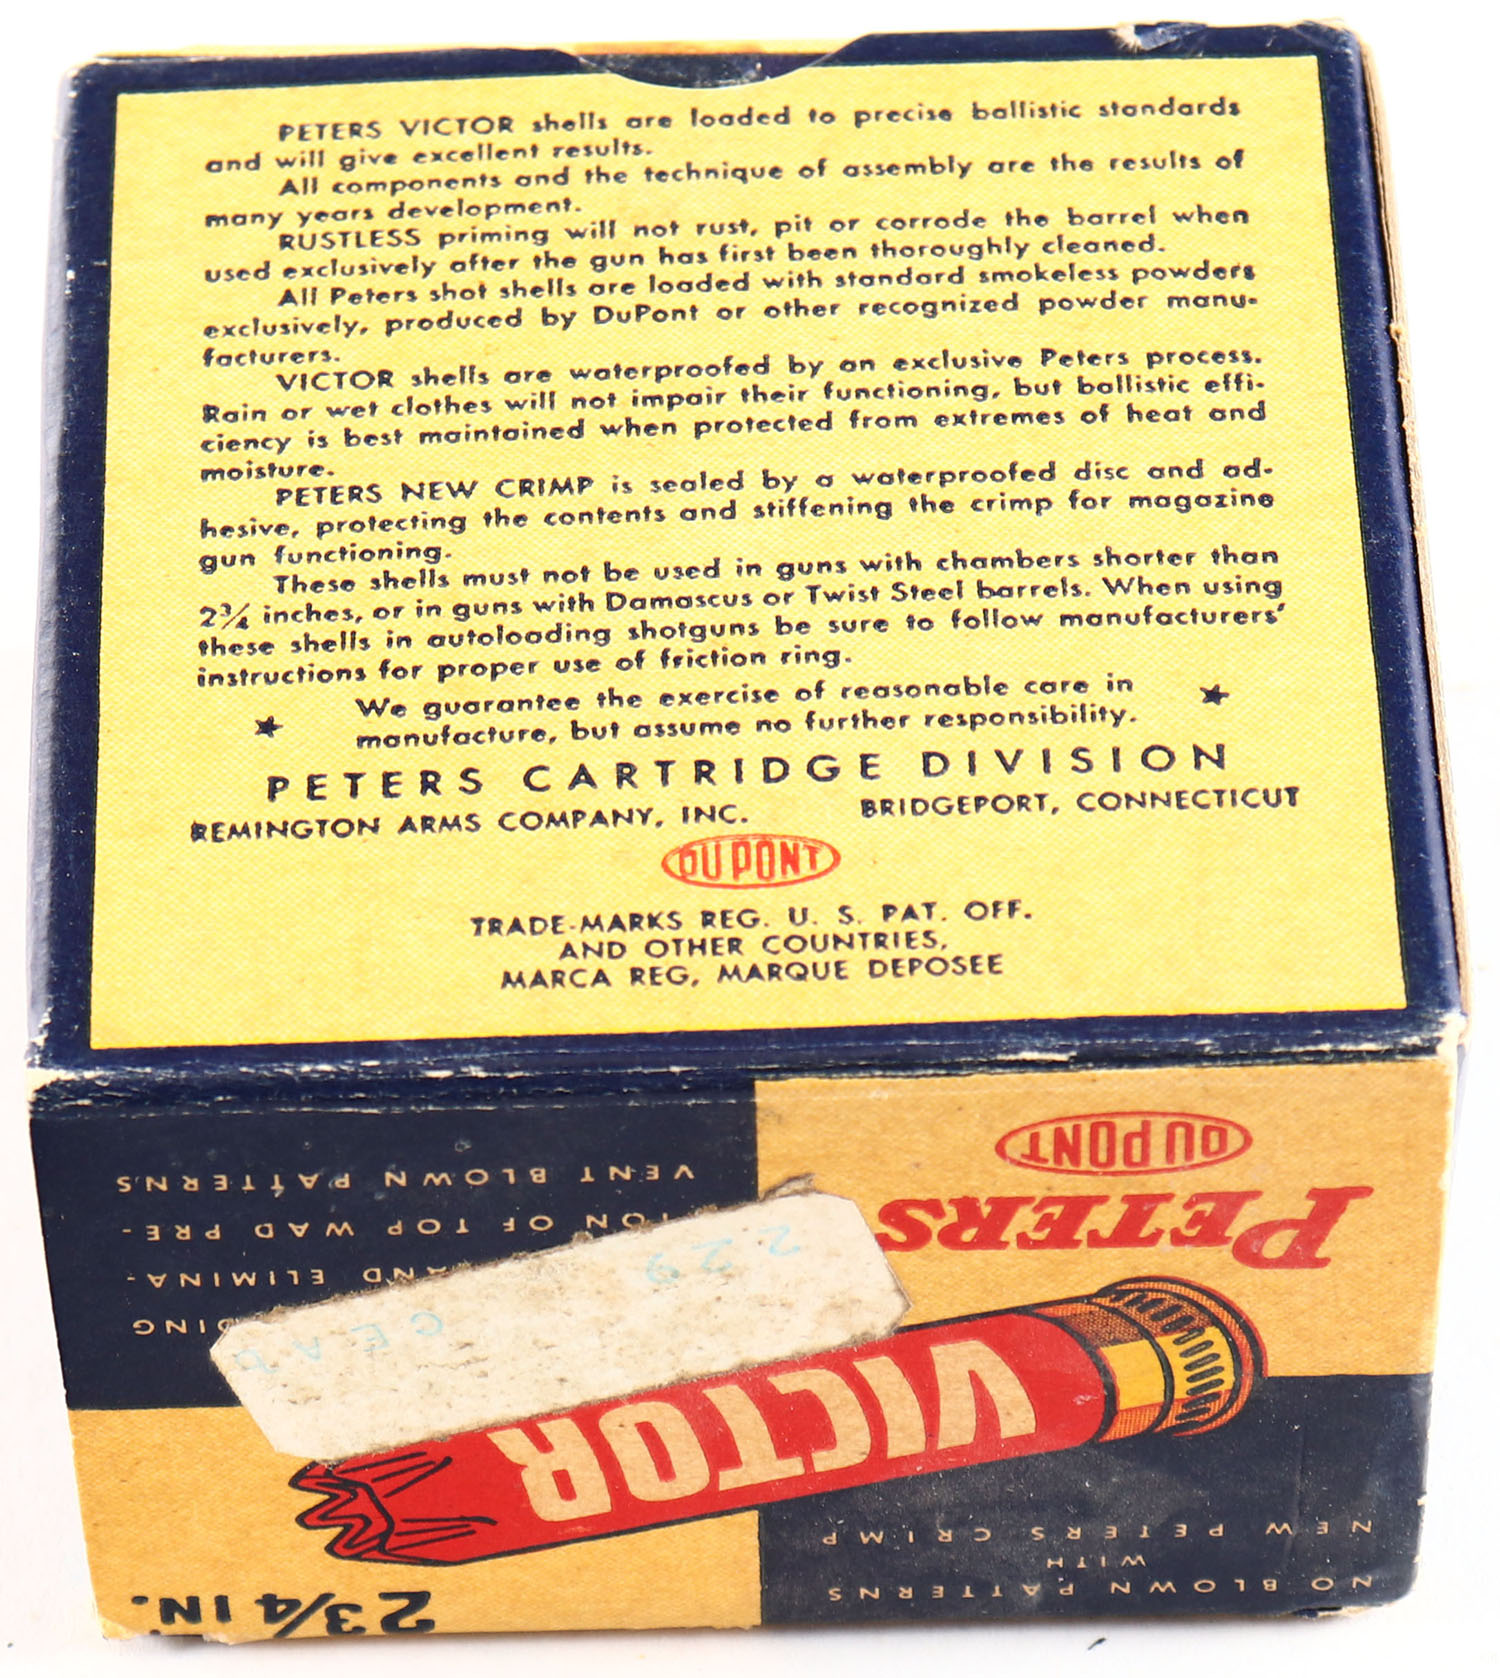 PETERS VICTOR shells are loaded to precise ballistic standards
and will give excellent results.
All components and the technique of assembly are the results of
many years development.
RUSTLESS priming will not rust, pit or corrode the barrel when
used exclusively after the gun has first been thoroughly cleaned.
All Peters shot shells are loaded with standard smokeless powders
exclusively, produced by DuPont or other recognized powder manu-
facturers.
VICTOR shells are waterproofed by an exclusive Peters process.
Rain or wet clothes will not impair their functioning, but ballistic effi-
ciency is best maintained when protected from extremes of heat and
moisture.
PETERS NEW CRIMP is sealed by a waterproofed disc and ad-
hesive, protecting the contents and stiffening the crimp for magazine
gun functioning.
These shells must not be used in guns with chambers shorter than
2¾ inches, or in guns with Damascus or Twist Steel barrels. When using
these shells in autoloading shotguns be sure to follow manufacturers'
instructions for proper use of friction ring.
We guarantee the exercise of reasonable care in
manufacture, but assume no further responsibility.
PETERS CARTRIDGE DIVISION
REMINGTON ARMS COMPANY, INC. BRIDGEPORT, CONNECTICUT
DU PONT
TRADE-MARKS REG. U. S. PAT. OFF.
AND OTHER COUNTRIES,
MARCA REG, MARQUE DEPOSEE
NO BLOWN PATTERNS
WITH
NEW PETERS CRIMP
2¾ IN.
VICTOR
PETERS
DU PONT
AND ELIMINA-
OF TOP WAD PRE-
VENT BLOWN PATTERNS
229